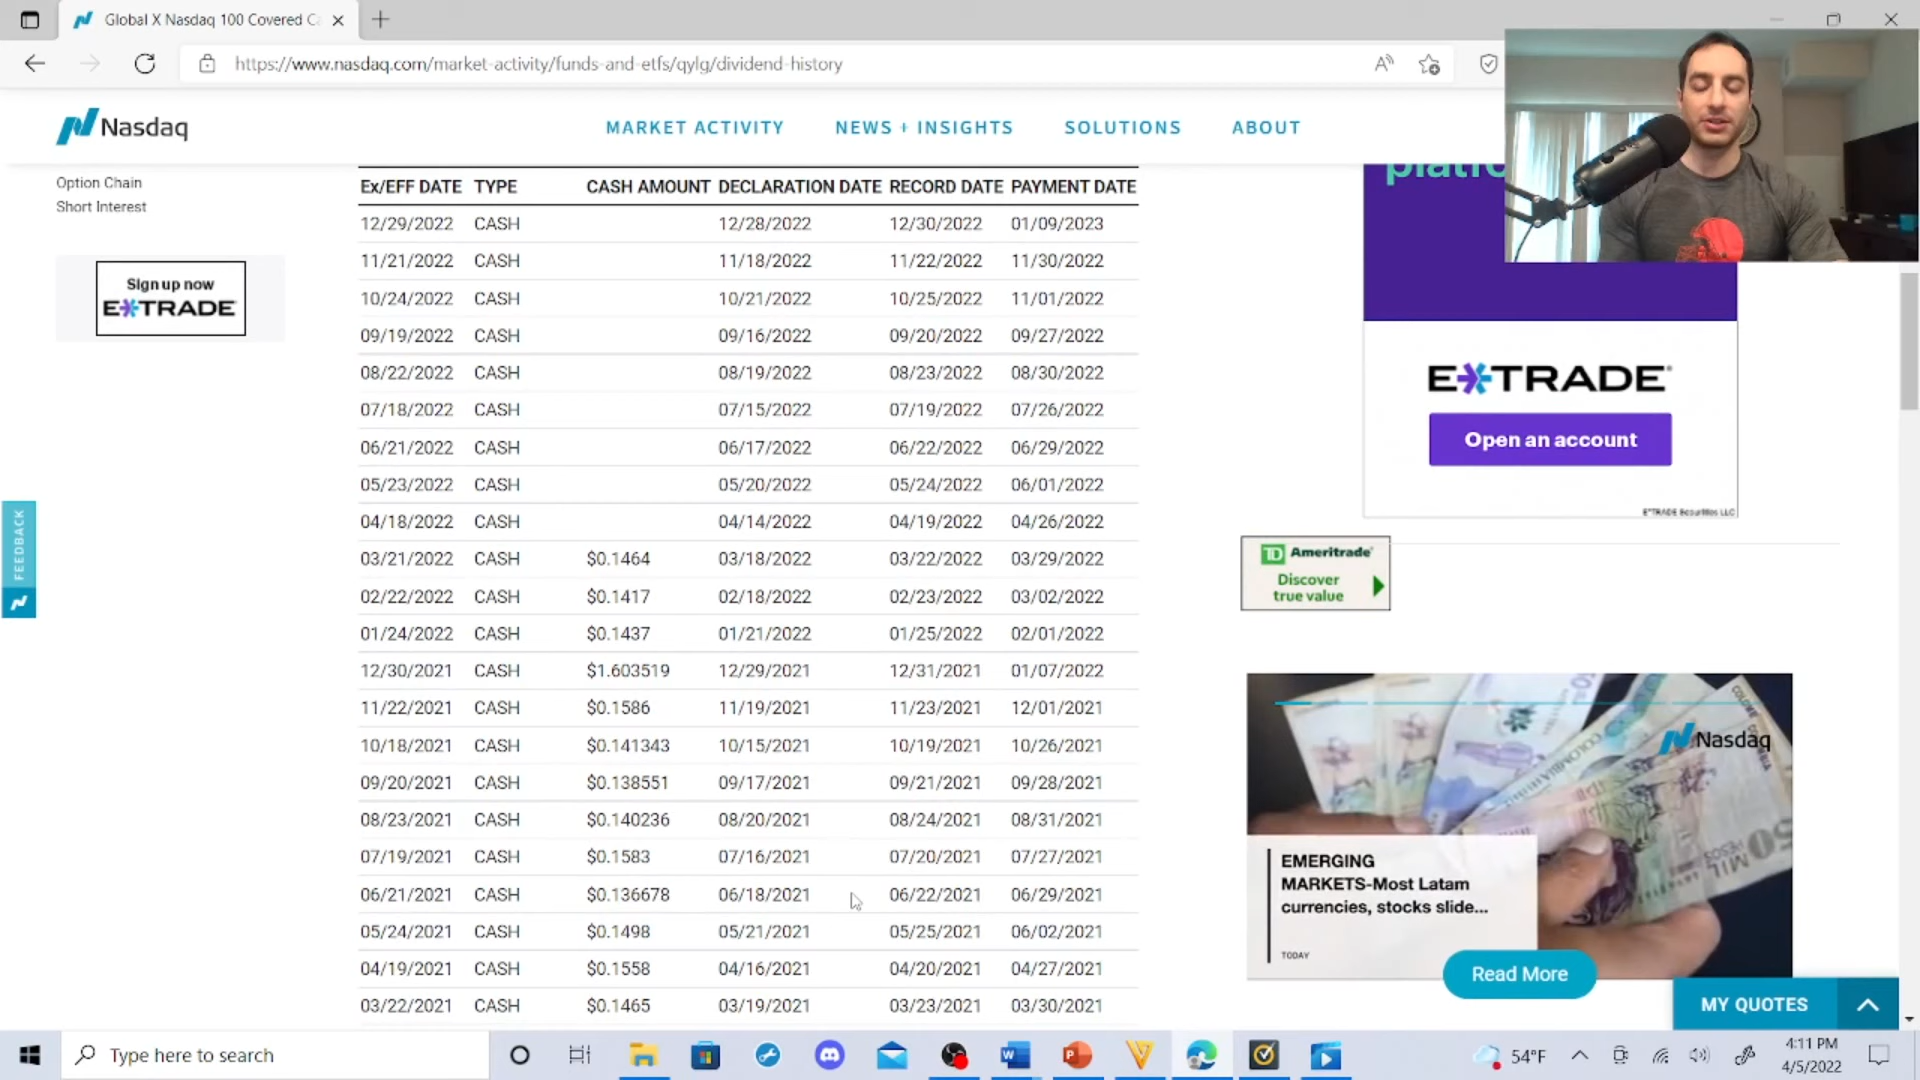 Global X Nasdaq 100 Covered C
https://www.nasdaq.com/market-activity/funds-and-etfs/qylg/dividend-history
Nasdaq
MARKET ACTIVITY
NEWS + INSIGHTS
SOLUTIONS
ABOUT
Option Chain
Short Interest
Sign up now
E*TRADE
FEEDBACK
Ex/EFF DATE TYPE CASH AMOUNT DECLARATION DATE RECORD DATE PAYMENT DATE
12/29/2022 CASH 12/28/2022 12/30/2022 01/09/2023
11/21/2022 CASH 11/18/2022 11/22/2022 11/30/2022
10/24/2022 CASH 10/21/2022 10/25/2022 11/01/2022
09/19/2022 CASH 09/16/2022 09/20/2022 09/27/2022
08/22/2022 CASH 08/19/2022 08/23/2022 08/30/2022
07/18/2022 CASH 07/15/2022 07/19/2022 07/26/2022
06/21/2022 CASH 06/17/2022 06/22/2022 06/29/2022
05/23/2022 CASH 05/20/2022 05/24/2022 06/01/2022
04/18/2022 CASH 04/14/2022 04/19/2022 04/26/2022
03/21/2022 CASH $0.1464 03/18/2022 03/22/2022 03/29/2022
02/22/2022 CASH $0.1417 02/18/2022 02/23/2022 03/02/2022
01/24/2022 CASH $0.1437 01/21/2022 01/25/2022 02/01/2022
12/30/2021 CASH $1.603519 12/29/2021 12/31/2021 01/07/2022
11/22/2021 CASH $0.1586 11/19/2021 11/23/2021 12/01/2021
10/18/2021 CASH $0.141343 10/15/2021 10/19/2021 10/26/2021
09/20/2021 CASH $0.138551 09/17/2021 09/21/2021 09/28/2021
08/23/2021 CASH $0.140236 08/20/2021 08/24/2021 08/31/2021
07/19/2021 CASH $0.1583 07/16/2021 07/20/2021 07/27/2021
06/21/2021 CASH $0.136678 06/18/2021 06/22/2021 06/29/2021
05/24/2021 CASH $0.1498 05/21/2021 05/25/2021 06/02/2021
04/19/2021 CASH $0.1558 04/16/2021 04/20/2021 04/27/2021
03/22/2021 CASH $0.1465 03/19/2021 03/23/2021 03/30/2021
platfo
E*TRADE
Open an account
E*TRADE Securities LLC
TD Ameritrade
Discover
true value
Nasdaq
EMERGING
MARKETS-Most Latam
currencies, stocks slide...
TODAY
Read More
MY QUOTES
Type here to search
54°F
4:11 PM
4/5/2022